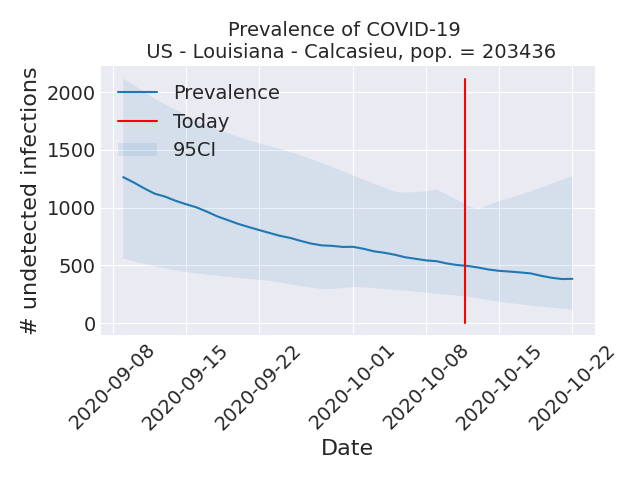 Prevalence of COVID-19
US - Louisiana - Calcasieu, pop. = 203436
# undetected infections
2000
1500
1000
500
0
Prevalence
Today
95CI
2020-09-08
2020-09-15
2020-09-22
2020-10-01
2020-10-08
2020-10-15
2020-10-22
Date